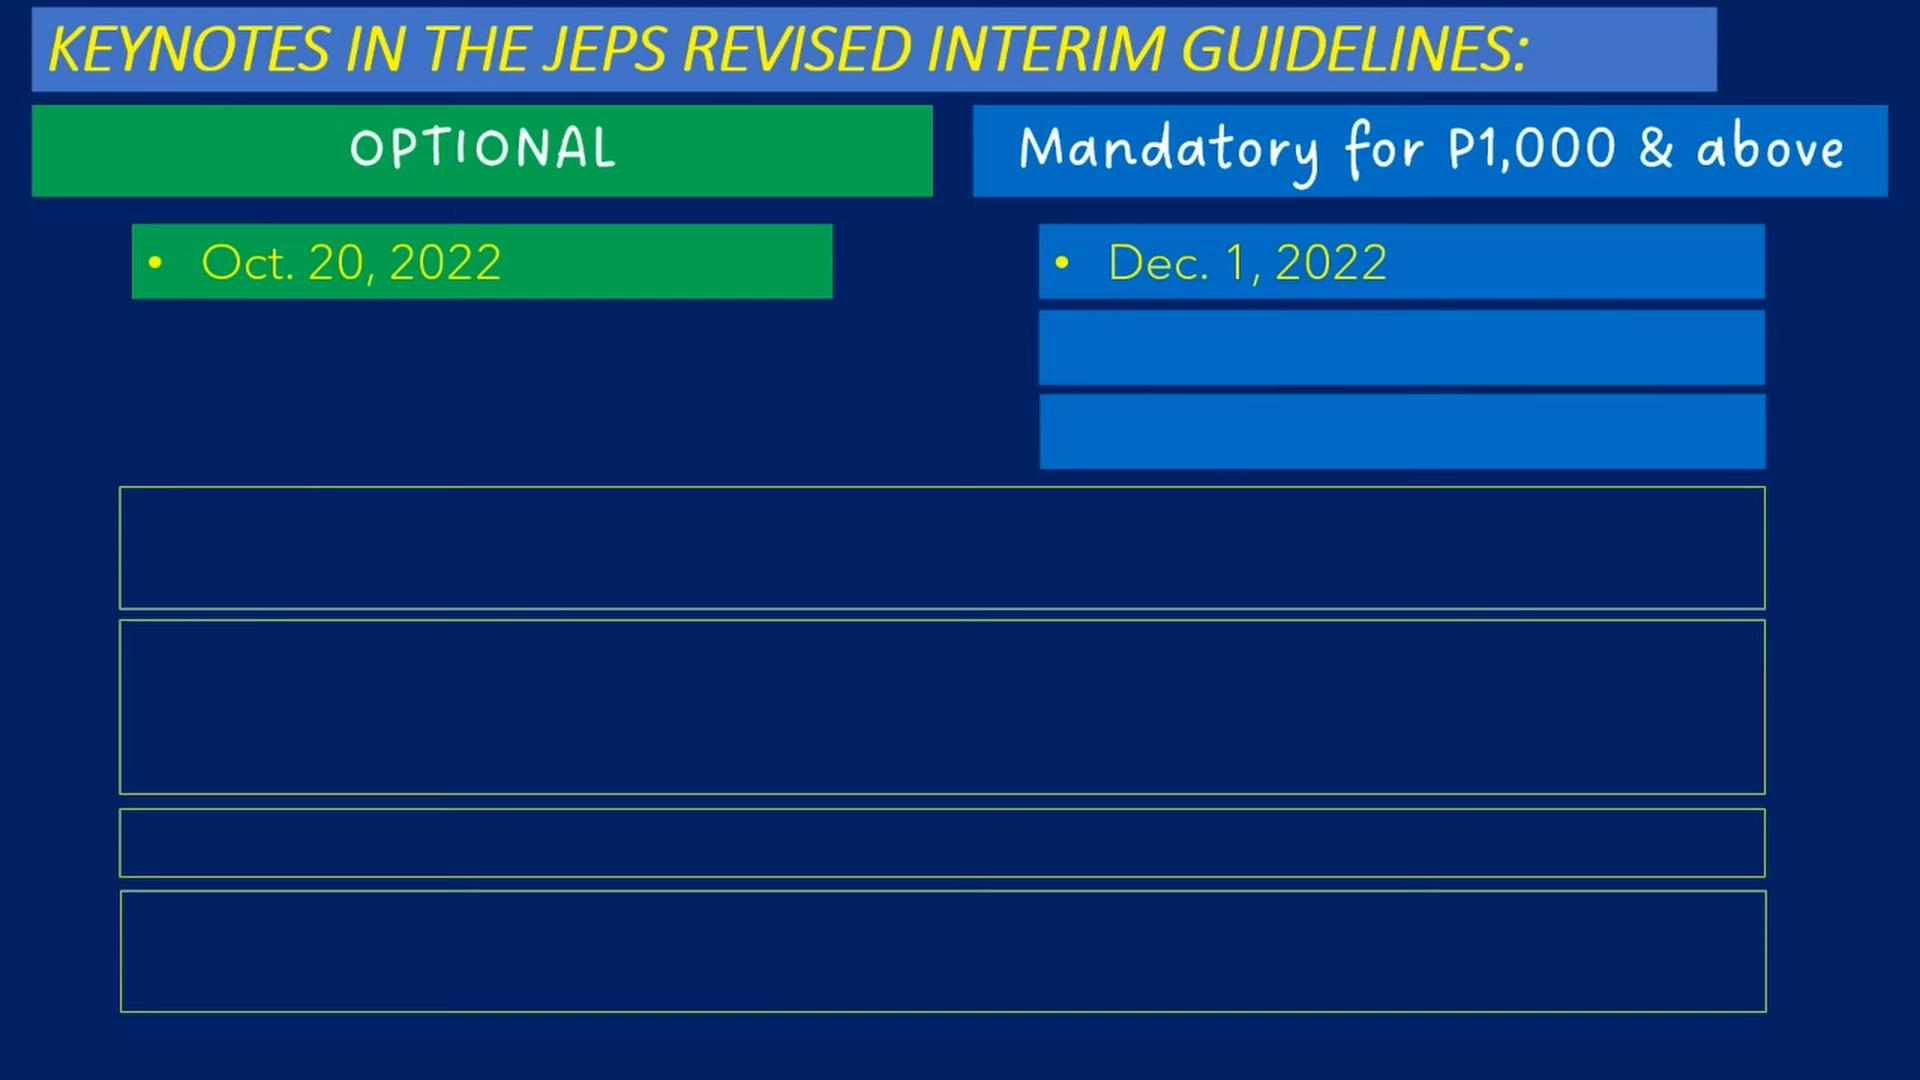 KEYNOTES IN THE JEPS REVISED INTERIM GUIDELINES:
OPTIONAL
Mandatory for P1,000 & above
• Oct. 20, 2022
• Dec. 1, 2022